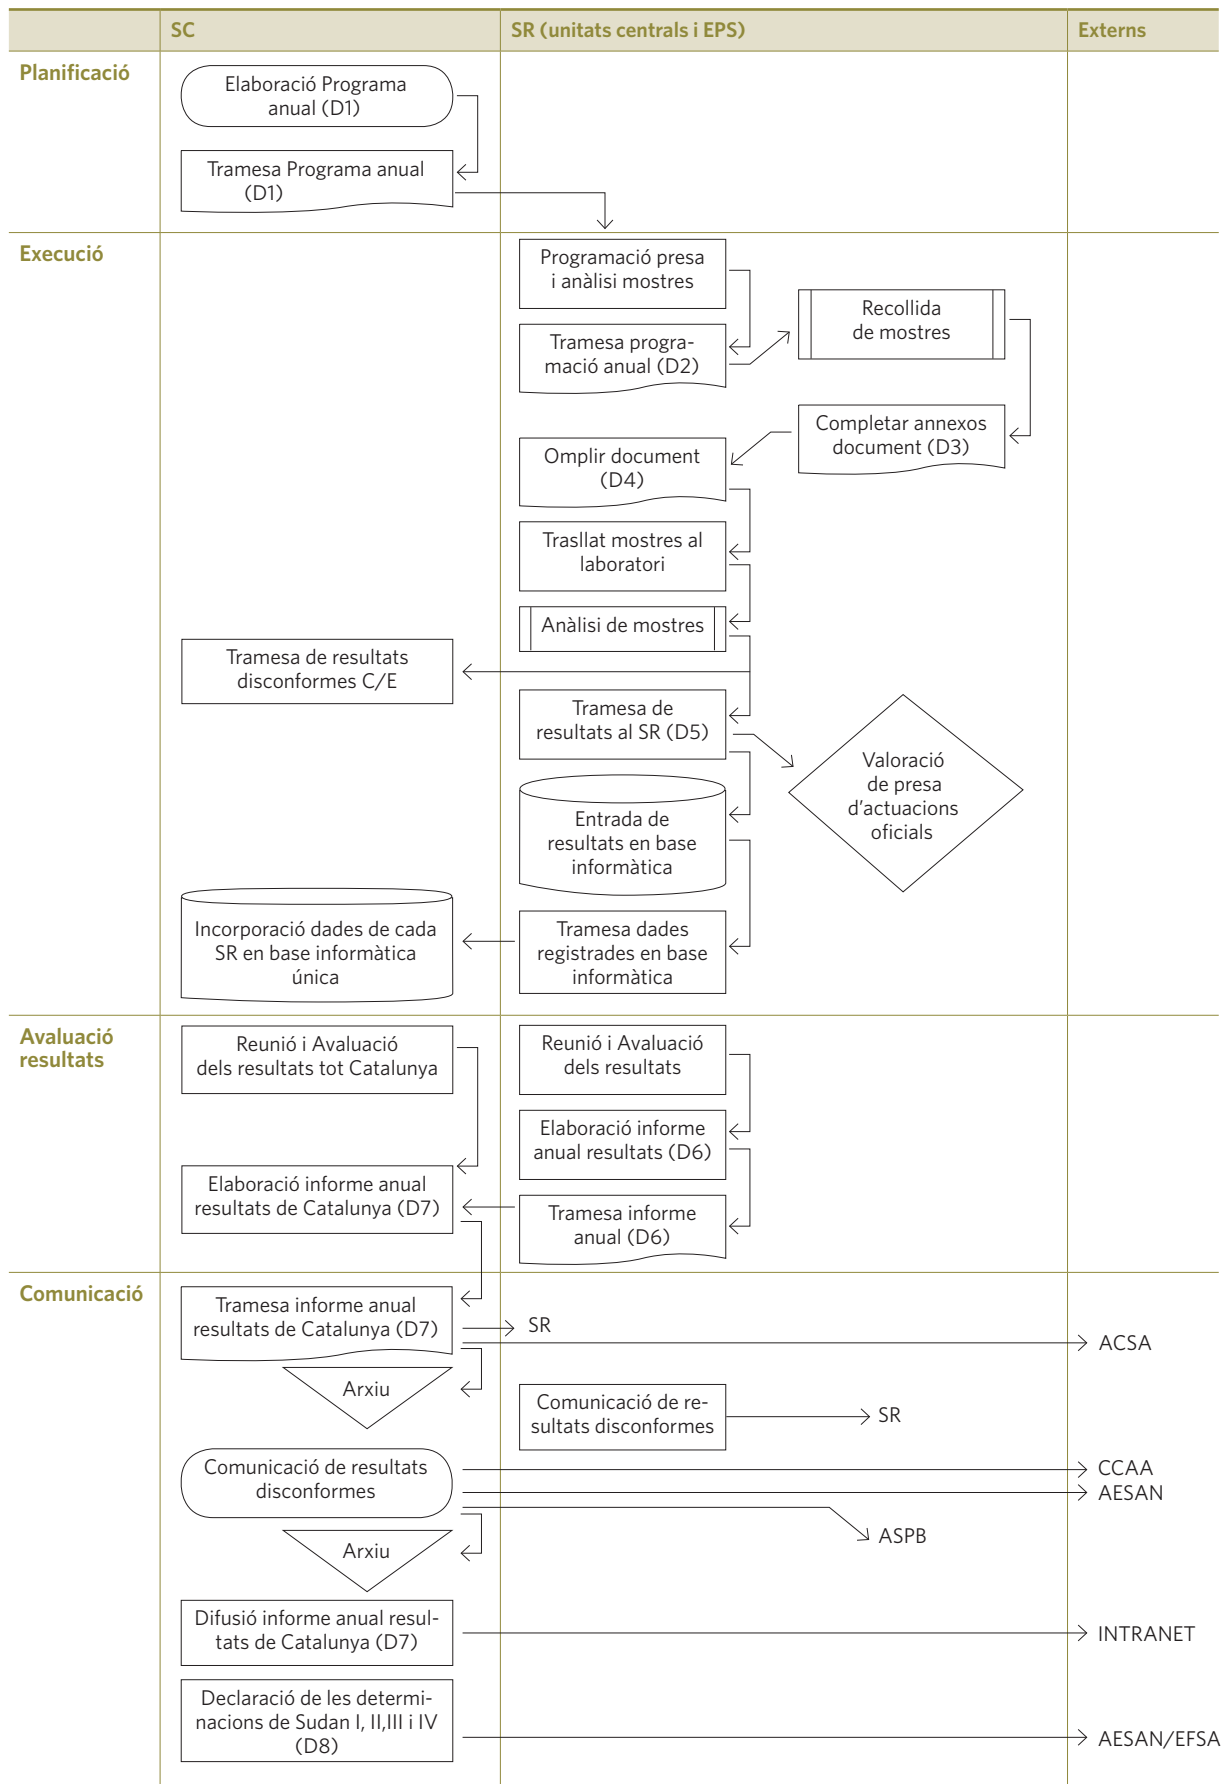 SC
SR (unitats centrals i EPS)
Externs
Planificació
Elaboració Programa
anual (D1)
Tramesa Programa anual
(D1)
Execució
Programació presa
i anàlisi mostres
Tramesa progra-
mació anual (D2)
Recollida
de mostres
Completar annexos
document (D3)
Omplir document
(D4)
Trasllat mostres al
laboratori
Anàlisi de mostres
Tramesa de resultats
disconformes C/E
Tramesa de
resultats al SR (D5)
Valoració
de presa
d'actuacions
oficials
Entrada de
resultats en base
informàtica
Tramesa dades
registrades en base
informàtica
Incorporació dades de cada
SR en base informàtica
única
Avaluació
resultats
Reunió i Avaluació
dels resultats tot Catalunya
Reunió i Avaluació
dels resultats
Elaboració informe
anual resultats (D6)
Elaboració informe anual
resultats de Catalunya (D7)
Tramesa informe
anual (D6)
Comunicació
Tramesa informe anual
resultats de Catalunya (D7)
SR
ACSA
Arxiu
Comunicació de re-
sultats disconformes
SR
Comunicació de resultats
disconformes
CCAA
AESAN
ASPB
Arxiu
Difusió informe anual resul-
tats de Catalunya (D7)
INTRANET
Declaració de les determi-
nacions de Sudan I, II,III i IV
(D8)
AESAN/EFSA